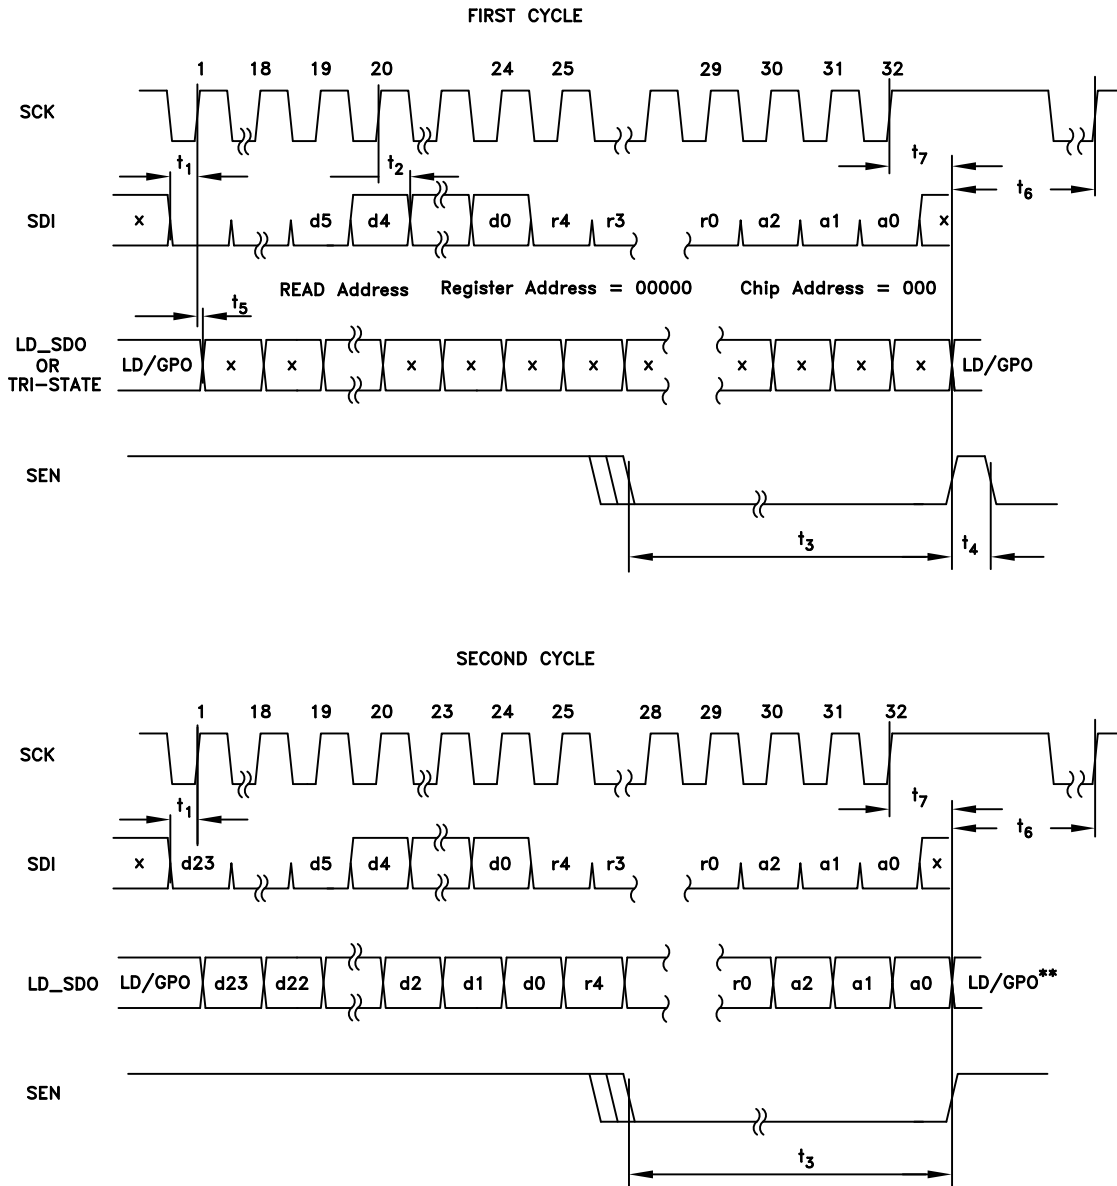 FIRST CYCLE
1 18 19 20 24 25 29 30 31 32
SCK
t1 t2 t7 t6
SDI
x d5 d4 d0 r4 r3 r0 a2 a1 a0 x
READ Address Register Address = 00000 Chip Address = 000
t5
LD_SDO
OR
TRI-STATE
LD/GPO x x x x x x x x x x x LD/GPO
SEN
t3 t4
SECOND CYCLE
1 18 19 20 23 24 25 28 29 30 31 32
SCK
t1 t7 t6
SDI
x d23 d5 d4 d0 r4 r3 r0 a2 a1 a0 x
LD_SDO
LD/GPO d23 d22 d2 d1 d0 r4 r0 a2 a1 a0 LD/GPO**
SEN
t3